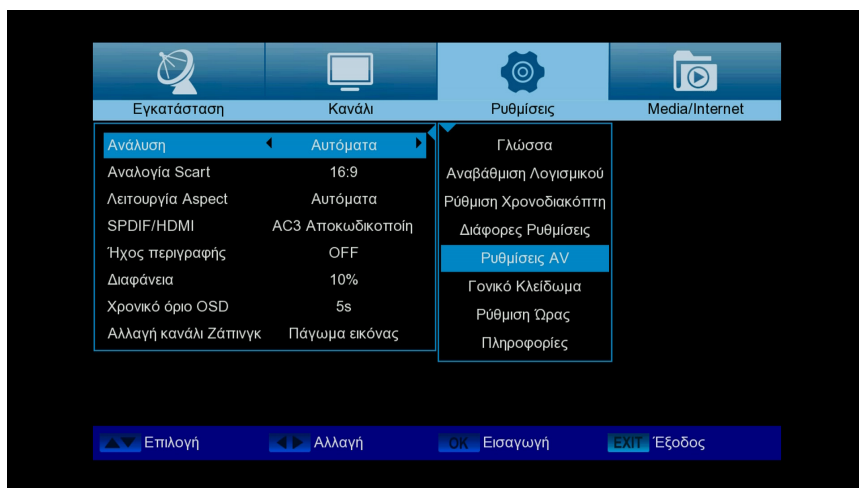 Εγκατάσταση
Κανάλι
Ρυθμίσεις
Media/Internet
Ανάλυση Αυτόματα
Αναλογία Scart 16:9
Λειτουργία Aspect Αυτόματα
SPDIF/HDMI AC3 Αποκωδικοποίη
Ήχος περιγραφής OFF
Διαφάνεια 10%
Χρονικό όριο OSD 5s
Αλλαγή κανάλι Ζάπινγκ Πάγωμα εικόνας
Γλώσσα
Αναβάθμιση Λογισμικού
Ρύθμιση Χρονοδιακόπτη
Διάφορες Ρυθμίσεις
Ρυθμίσεις AV
Γονικό Κλείδωμα
Ρύθμιση Ώρας
Πληροφορίες
Επιλογή
Αλλαγή
OK Εισαγωγή
EXIT Έξοδος